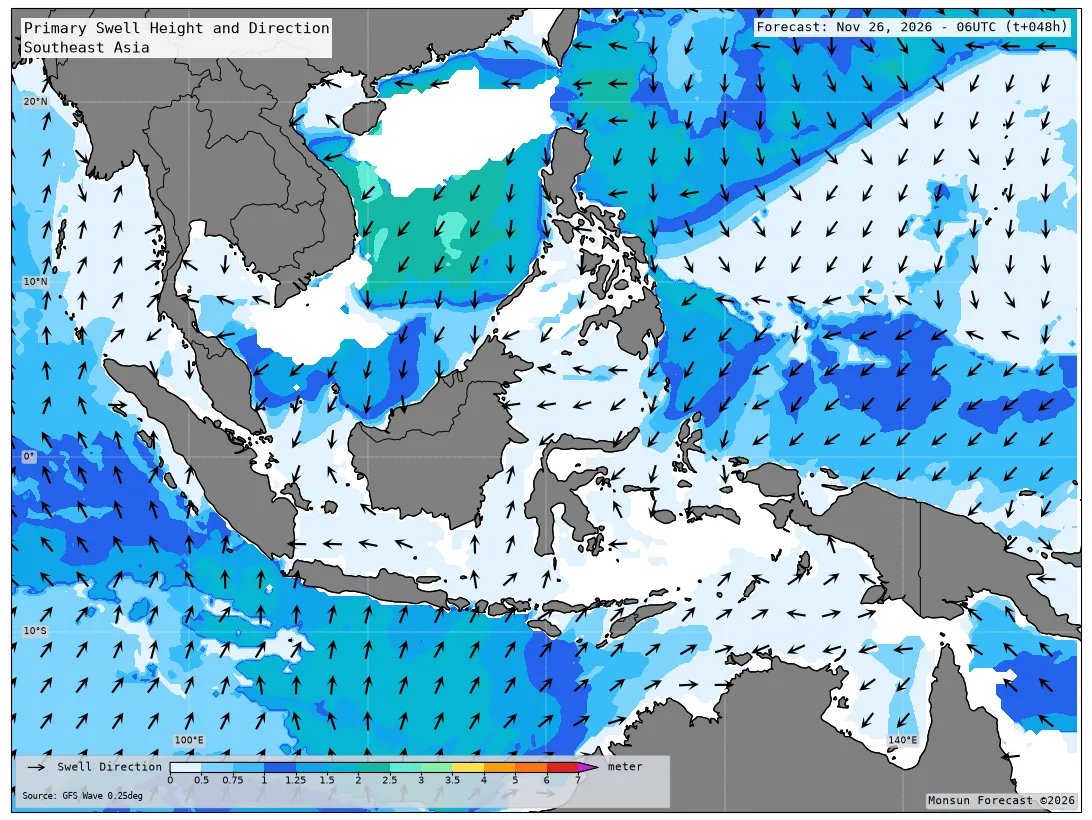 Primary Swell Height and Direction
Southeast Asia
Forecast: Nov 26, 2026 - 06UTC (t+048h)
20°N
10°N
0°
10°S
100°E
140°E
Swell Direction
meter
0 0.5 0.75 1 1.25 1.5 2 2.5 3 3.5 4 5 6 7
Source: GFS Wave 0.25deg
Monsun Forecast ©2026